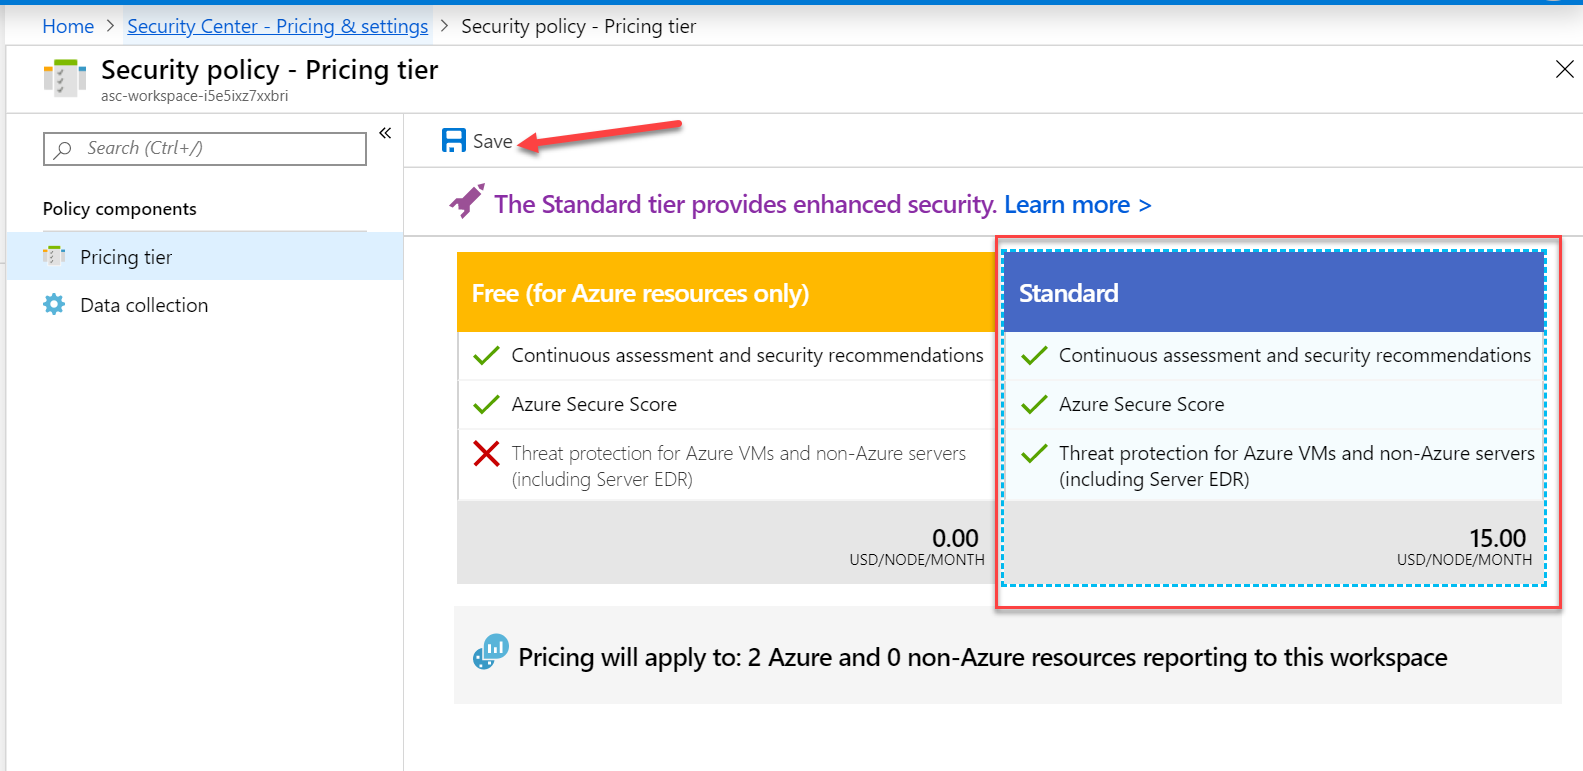 Home > Security Center - Pricing & settings > Security policy - Pricing tier
Security policy - Pricing tier
asc-workspace-i5e5ixz7xxbri
Search (Ctrl+/)
«
Policy components
Pricing tier
Data collection
Save
The Standard tier provides enhanced security. Learn more >
Free (for Azure resources only)
Continuous assessment and security recommendations
Azure Secure Score
Threat protection for Azure VMs and non-Azure servers
(including Server EDR)
0.00
USD/NODE/MONTH
Standard
Continuous assessment and security recommendations
Azure Secure Score
Threat protection for Azure VMs and non-Azure servers
(including Server EDR)
15.00
USD/NODE/MONTH
Pricing will apply to: 2 Azure and 0 non-Azure resources reporting to this workspace